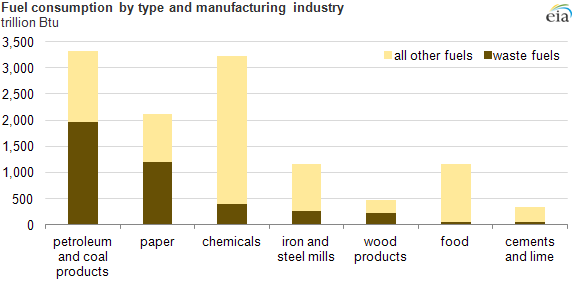 Fuel consumption by type and manufacturing industry
trillion Btu
eia
3,500
3,000
2,500
2,000
1,500
1,000
500
0
all other fuels
waste fuels
petroleum and coal products
paper
chemicals
iron and steel mills
wood products
food
cements and lime